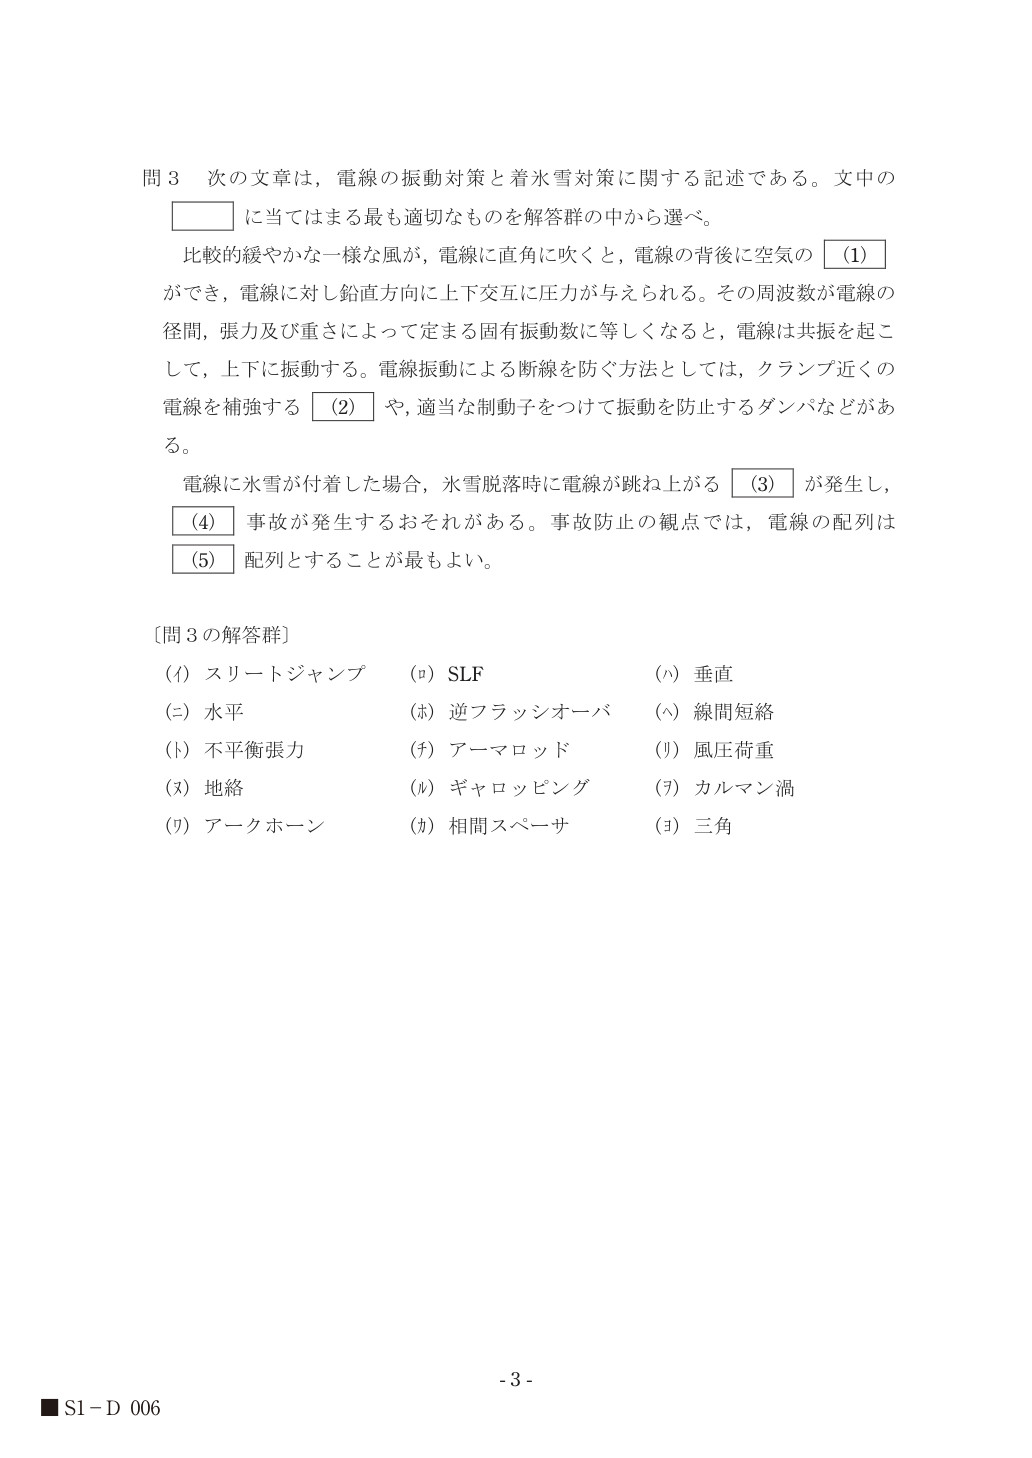 問３　次の文章は，電線の振動対策と着氷雪対策に関する記述である。文中の
に当てはまる最も適切なものを解答群の中から選べ。
比較的緩やかな一様な風が，電線に直角に吹くと，電線の背後に空気の (1)
ができ，電線に対し鉛直方向に上下交互に圧力が与えられる。その周波数が電線の
径間，張力及び重さによって定まる固有振動数に等しくなると，電線は共振を起こ
して，上下に振動する。電線振動による断線を防ぐ方法としては，クランプ近くの
電線を補強する (2) や，適当な制動子をつけて振動を防止するダンパなどがあ
る。
電線に氷雪が付着した場合，氷雪脱落時に電線が跳ね上がる (3) が発生し，
(4) 事故が発生するおそれがある。事故防止の観点では，電線の配列は
(5) 配列とすることが最もよい。
〔問３の解答群〕
(イ) スリートジャンプ　(ロ) SLF　(ハ) 垂直
(ニ) 水平　(ホ) 逆フラッシオーバ　(ヘ) 線間短絡
(ト) 不平衡張力　(チ) アーマロッド　(リ) 風圧荷重
(ヌ) 地絡　(ル) ギャロッピング　(ヲ) カルマン渦
(ワ) アークホーン　(カ) 相間スペーサ　(ヨ) 三角
- 3 -
■ S1－D 006